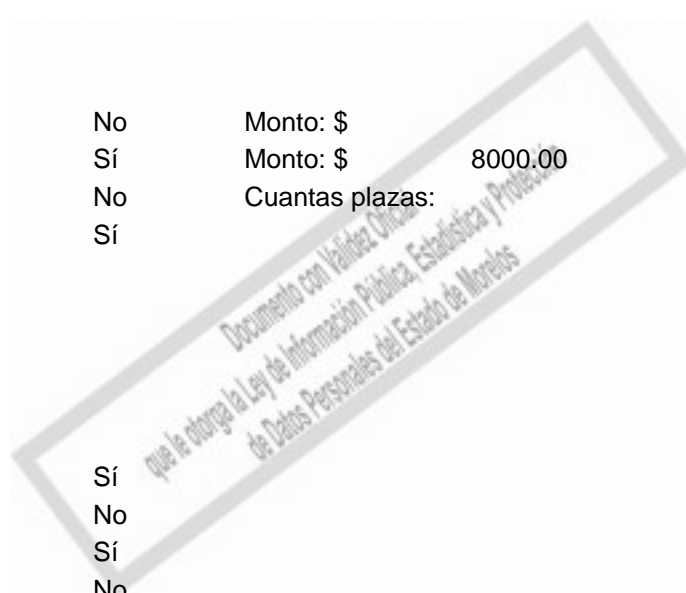 No Monto: $
Sí Monto: $ 8000.00
No Cuantas plazas:
Sí
Documento con Validez Oficial
que le otorga la Ley de Información Pública, Estadística y Protección
de Datos Personales del Estado de Morelos
Sí
No
Sí
No